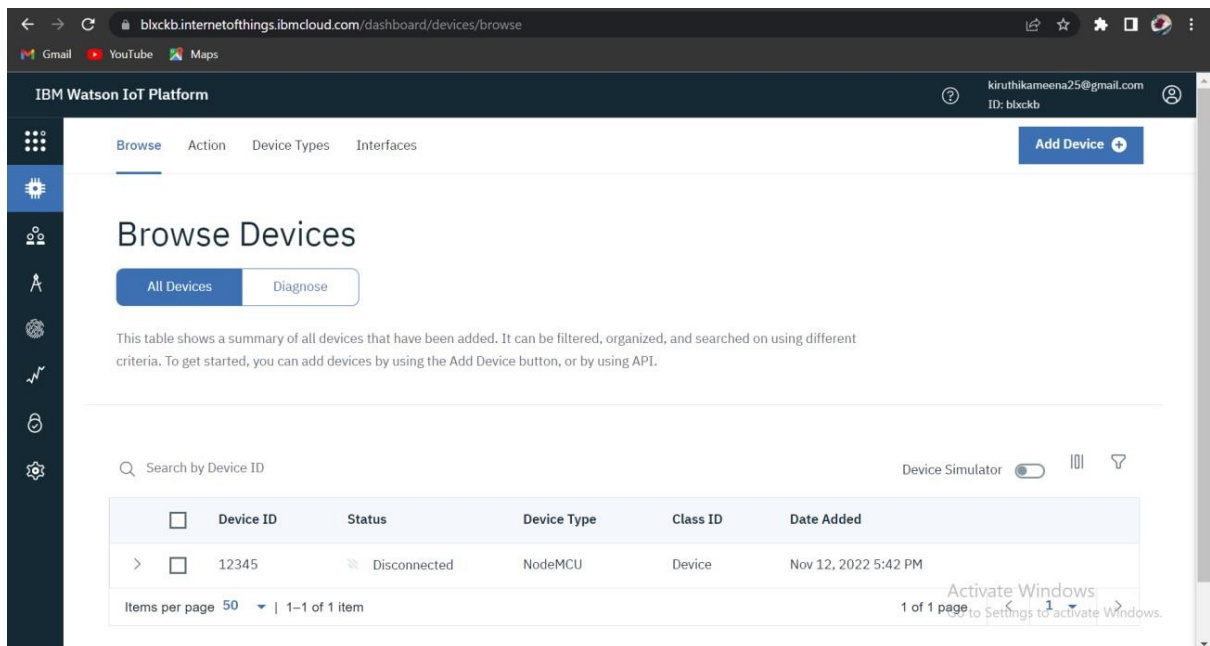 blxckb.internetofthings.ibmcloud.com/dashboard/devices/browse
Gmail YouTube Maps
IBM Watson IoT Platform
kiruthikameena25@gmail.com
ID: blxckb
Browse Action Device Types Interfaces
Add Device
Browse Devices
All Devices Diagnose
This table shows a summary of all devices that have been added. It can be filtered, organized, and searched on using different
criteria. To get started, you can add devices by using the Add Device button, or by using API.
Search by Device ID
Device Simulator
Device ID Status Device Type Class ID Date Added
12345 Disconnected NodeMCU Device Nov 12, 2022 5:42 PM
Activate Windows
Items per page 50 | 1–1 of 1 item
1 of 1 page 1
Go to Settings to activate Windows.